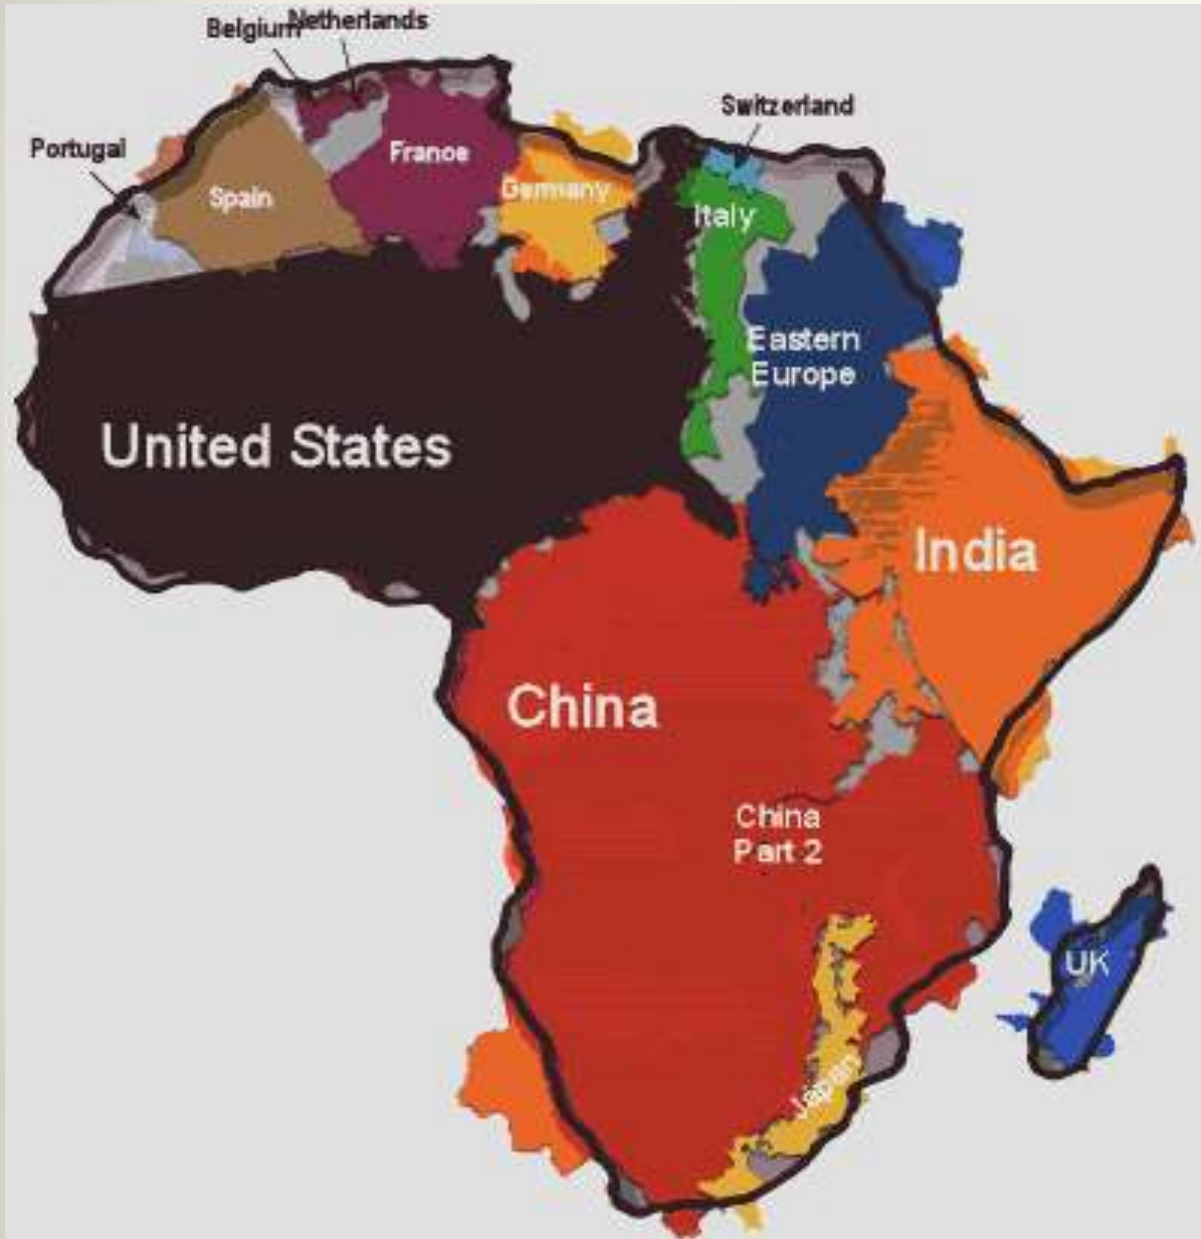 Belgium
Netherlands
Switzerland
Portugal
France
Spain
Germany
Italy
Eastern
Europe
United States
India
China
China
Part 2
UK
Japan